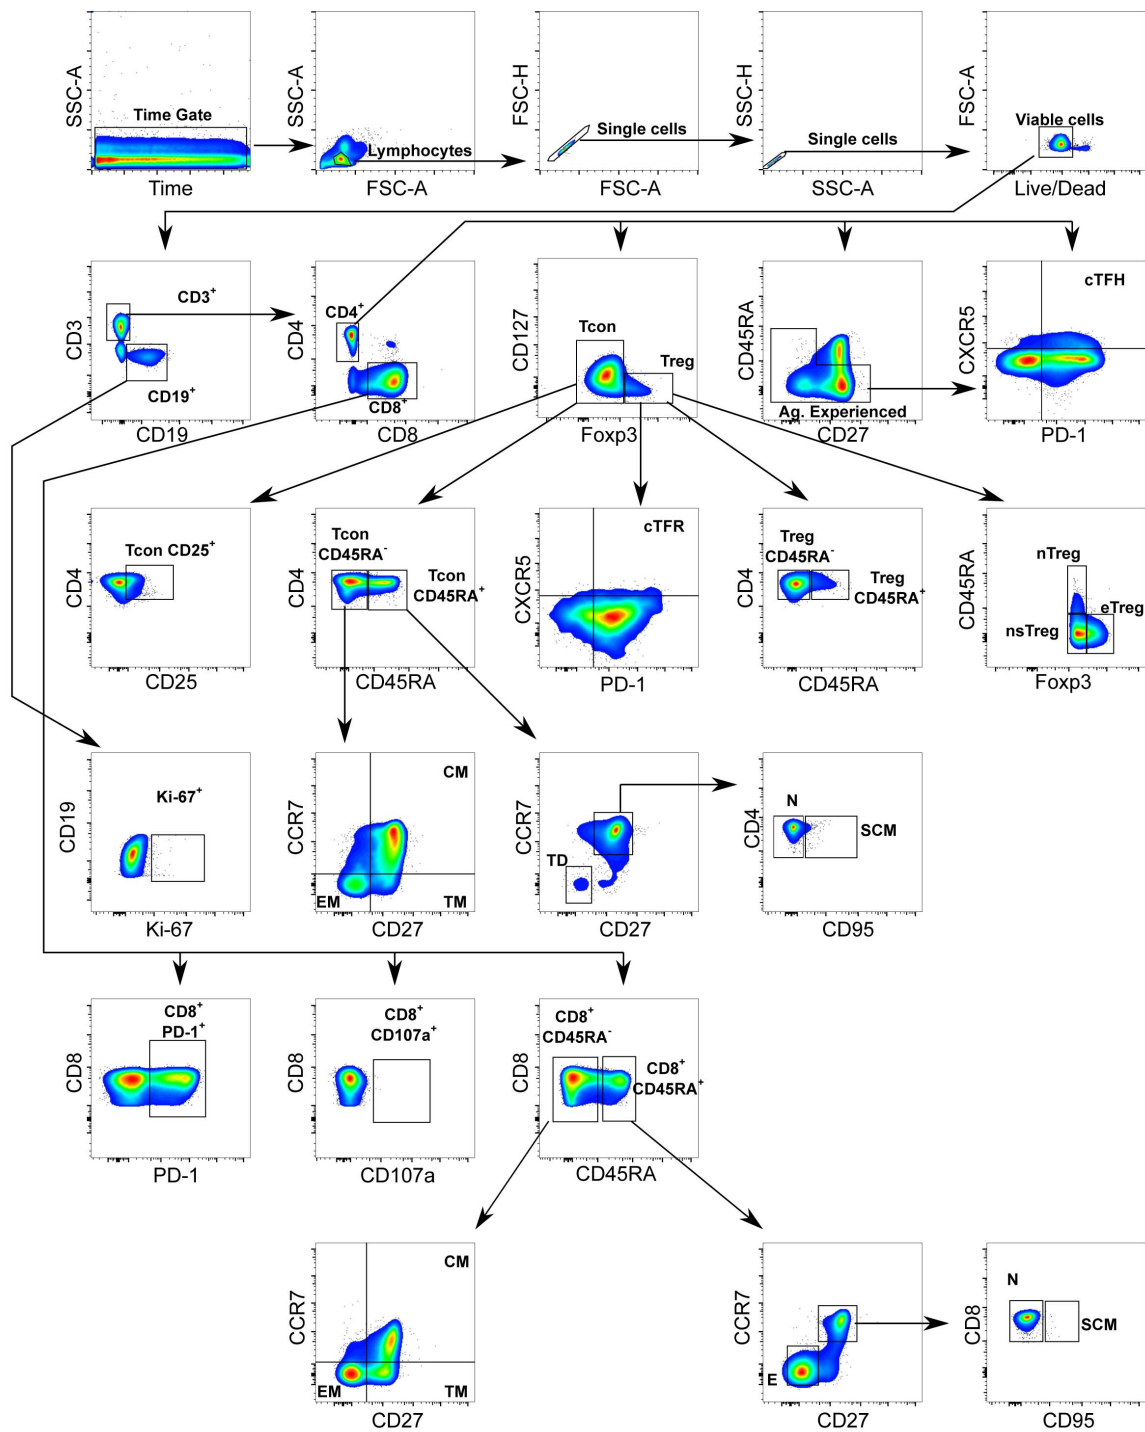 SSC-A
Time Gate
Time
SSC-A
Lymphocytes
FSC-A
FSC-H
Single cells
FSC-A
SSC-H
Single cells
SSC-A
FSC-A
Viable cells
Live/Dead
CD3
CD3⁺
CD19⁺
CD19
CD4
CD4⁺
CD8⁺
CD8
CD127
Tcon
Treg
Foxp3
CD45RA
Ag. Experienced
CD27
CXCR5
cTFH
PD-1
CD4
Tcon CD25⁺
CD25
CD4
Tcon
CD45RA⁻
Tcon
CD45RA⁺
CD45RA
CXCR5
cTFR
PD-1
CD4
Treg
CD45RA⁻
Treg
CD45RA⁺
CD45RA
CD45RA
nTreg
eTreg
nsTreg
Foxp3
CD19
Ki-67⁺
Ki-67
CCR7
CM
EM
TM
CD27
CCR7
TD
CD27
CD4
N
SCM
CD95
CD8
CD8⁺
PD-1⁺
PD-1
CD8
CD8⁺
CD107a⁺
CD107a
CD8
CD8⁺
CD45RA⁻
CD8⁺
CD45RA⁺
CD45RA
CCR7
CM
EM
TM
CD27
CCR7
E
CD27
CD8
N
SCM
CD95